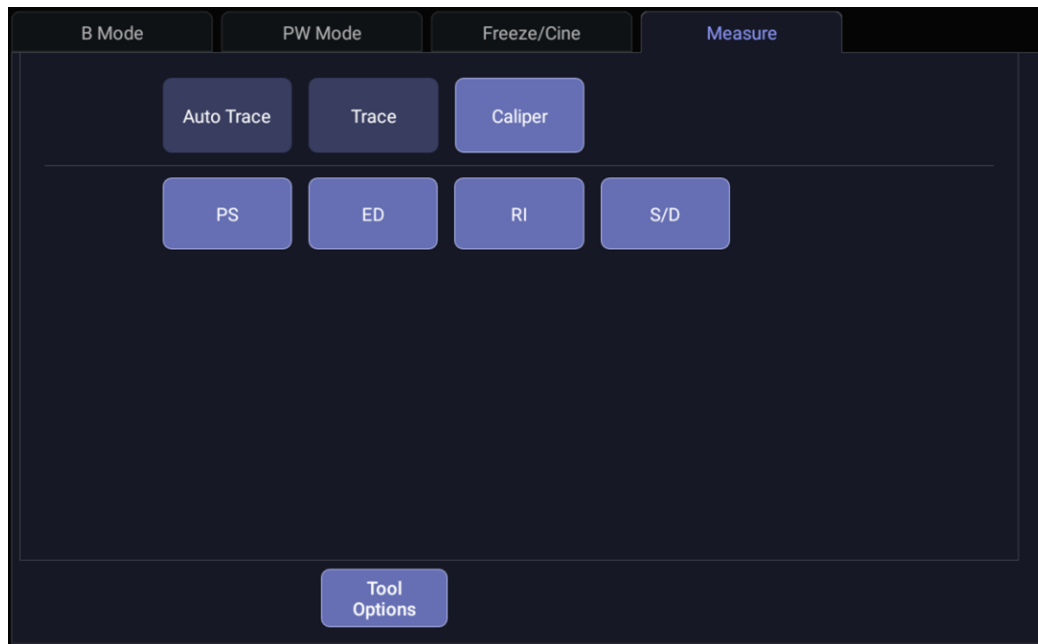 B Mode
PW Mode
Freeze/Cine
Measure
Auto Trace
Trace
Caliper
PS
ED
RI
S/D
Tool
Options